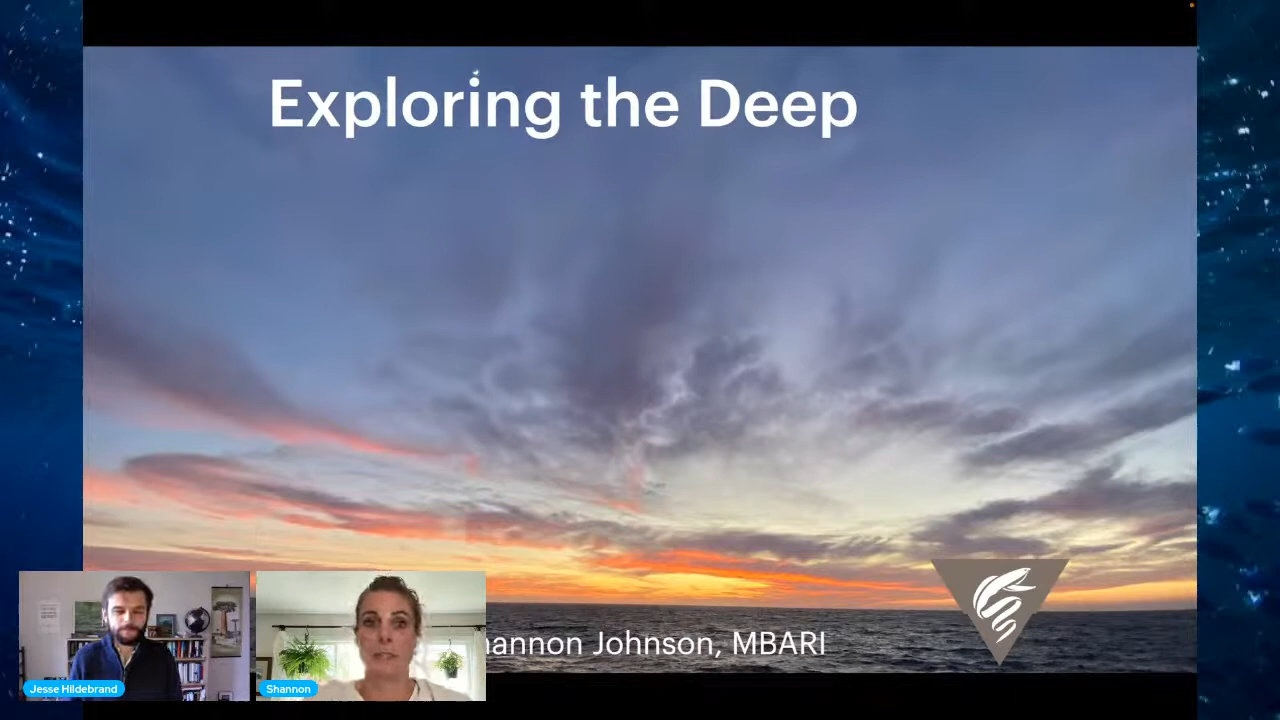 Exploring the Deep
hannon Johnson, MBARI
Jesse Hildebrand
Shannon